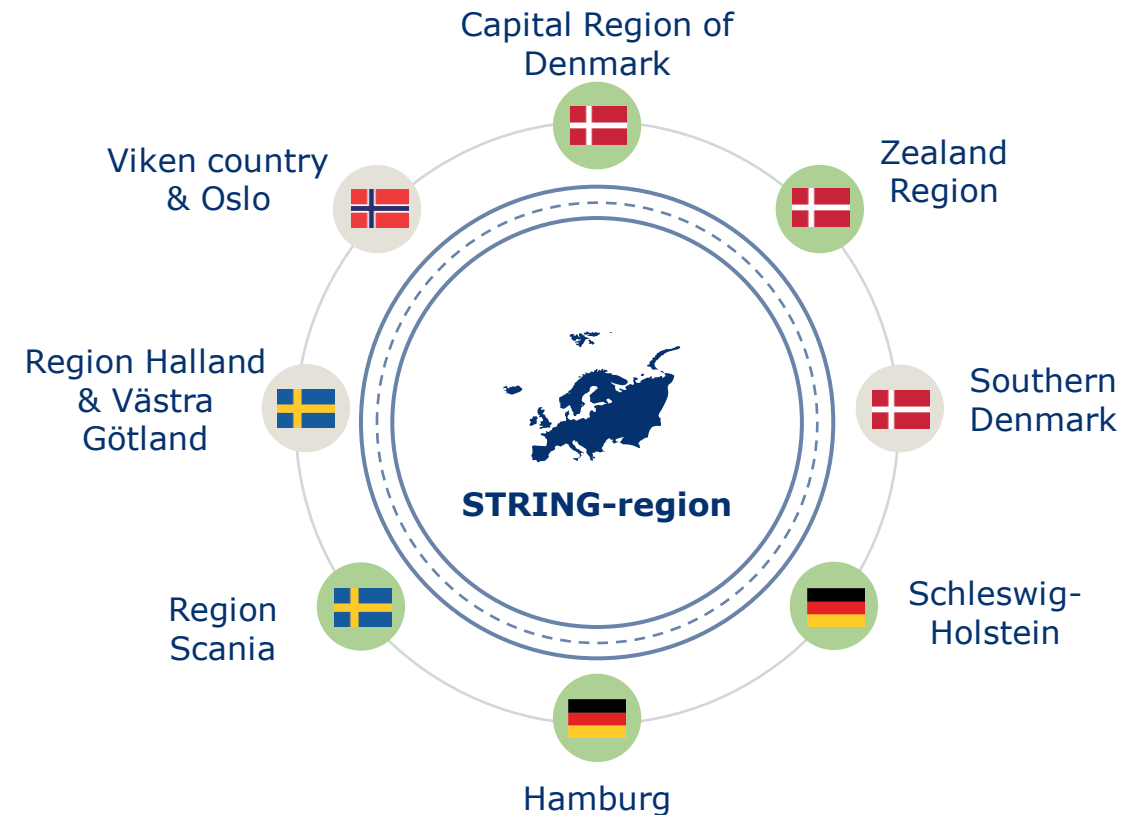 Capital Region of
Denmark
Viken country
& Oslo
Zealand
Region
Region Halland
& Västra
Götland
Southern
Denmark
STRING-region
Region
Scania
Schleswig-
Holstein
Hamburg